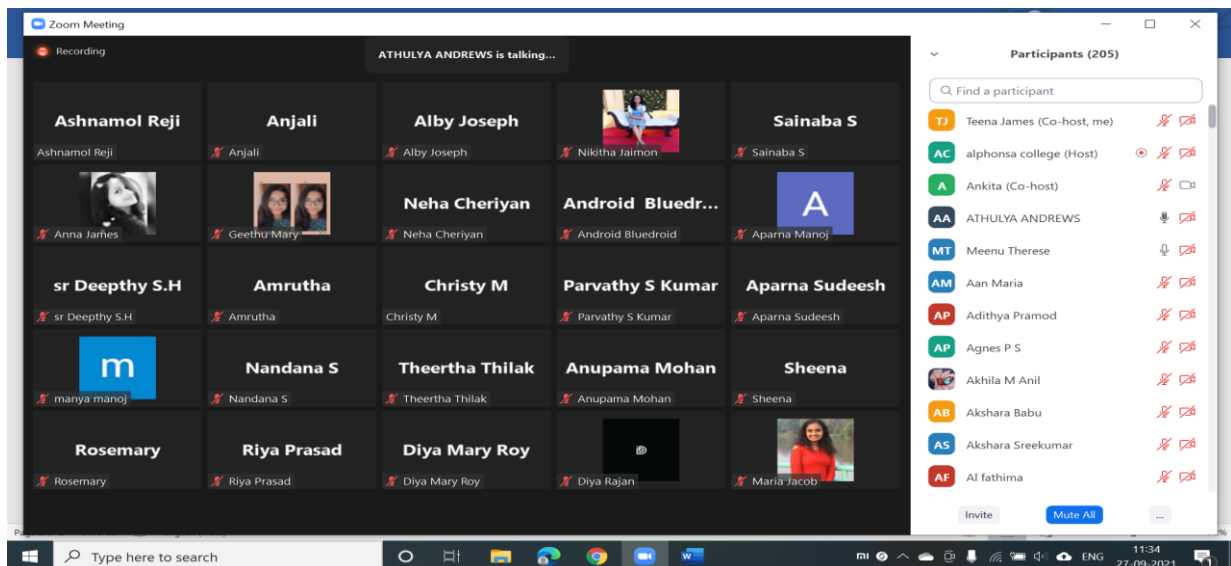 Zoom Meeting
Recording
ATHULYA ANDREWS is talking...
Ashnamol Reji
Anjali
Alby Joseph
Sainaba S
Ashnamol Reji
Anjali
Alby Joseph
Nikitha Jaimon
Sainaba S
Neha Cheriyan
Android Bluedr...
A
Anna James
Geethu Mary
Neha Cheriyan
Android Bluedroid
Aparna Manoj
sr Deepthy S.H
Amrutha
Christy M
Parvathy S Kumar
Aparna Sudeesh
sr Deepthy S.H
Amrutha
Christy M
Parvathy S Kumar
Aparna Sudeesh
m
Nandana S
Theertha Thilak
Anupama Mohan
Sheena
manya manoj
Nandana S
Theertha Thilak
Anupama Mohan
Sheena
Rosemary
Riya Prasad
Diya Mary Roy
Rosemary
Riya Prasad
Diya Mary Roy
Diya Rajan
Maria Jacob
Participants (205)
Find a participant
TJ Teena James (Co-host, me)
AC alphonsa college (Host)
A Ankita (Co-host)
AA ATHULYA ANDREWS
MT Meenu Therese
AM Aan Maria
AP Adithya Pramod
AP Agnes P S
Akhila M Anil
AB Akshara Babu
AS Akshara Sreekumar
AF Al fathima
Invite
Mute All
...
Type here to search
ENG
11:34
27-09-2021